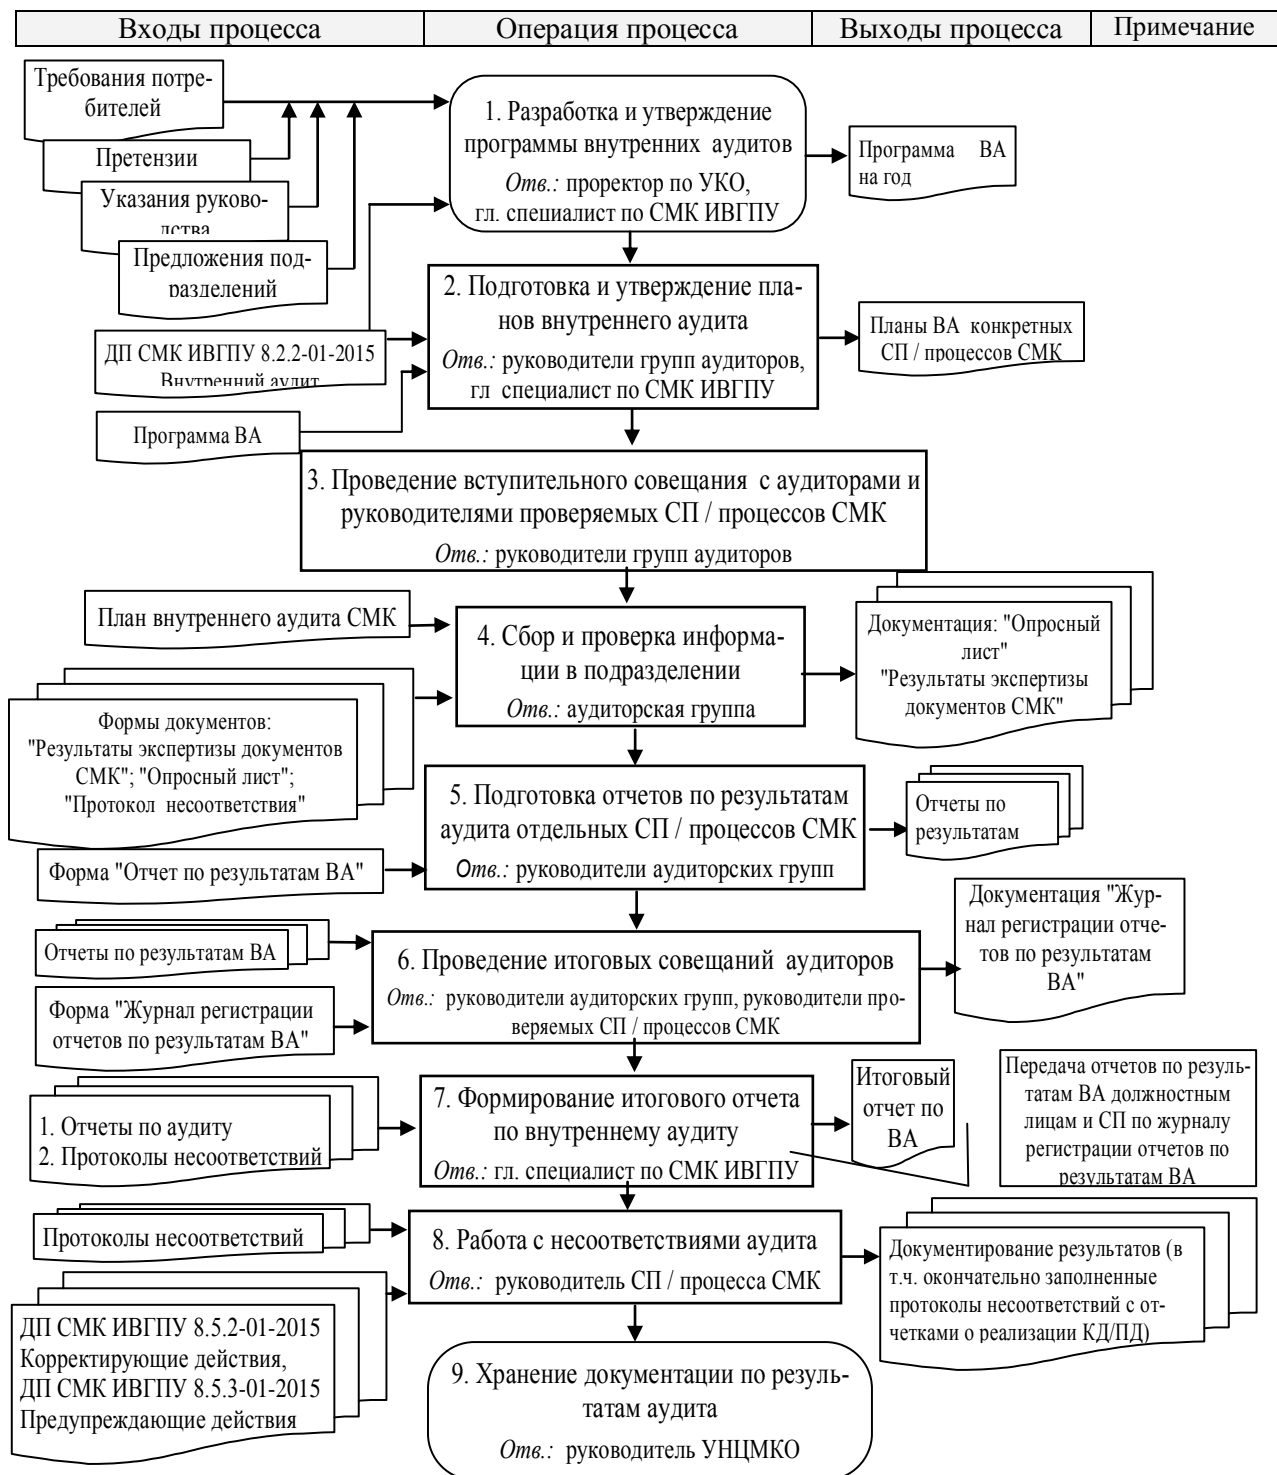 Входы процесса
Операция процесса
Выходы процесса
Примечание
Требования потре-
бителей
Претензии
Указания руково-
дства
Предложения под-
разделений
ДП СМК ИВГПУ 8.2.2-01-2015
Внутренний аудит
Программа ВА
1. Разработка и утверждение
программы внутренних аудитов
Отв.: проректор по УКО,
гл. специалист по СМК ИВГПУ
Программа ВА
на год
2. Подготовка и утверждение пла-
нов внутреннего аудита
Отв.: руководители групп аудиторов,
гл специалист по СМК ИВГПУ
Планы ВА конкретных
СП / процессов СМК
3. Проведение вступительного совещания с аудиторами и
руководителями проверяемых СП / процессов СМК
Отв.: руководители групп аудиторов
План внутреннего аудита СМК
Формы документов:
"Результаты экспертизы документов
СМК"; "Опросный лист";
"Протокол несоответствия"
4. Сбор и проверка информа-
ции в подразделении
Отв.: аудиторская группа
Документация: "Опросный
лист"
"Результаты экспертизы
документов СМК"
Форма "Отчет по результатам ВА"
5. Подготовка отчетов по результатам
аудита отдельных СП / процессов СМК
Отв.: руководители аудиторских групп
Отчеты по
результатам
Отчеты по результатам ВА
Форма "Журнал регистрации
отчетов по результатам ВА"
6. Проведение итоговых совещаний аудиторов
Отв.: руководители аудиторских групп, руководители про-
веряемых СП / процессов СМК
Документация "Жур-
нал регистрации отче-
тов по результатам
ВА"
1. Отчеты по аудиту
2. Протоколы несоответствий
7. Формирование итогового отчета
по внутреннему аудиту
Отв.: гл. специалист по СМК ИВГПУ
Итоговый
отчет по
ВА
Передача отчетов по резуль-
татам ВА должностным
лицам и СП по журналу
регистрации отчетов по
результатам ВА
Протоколы несоответствий
ДП СМК ИВГПУ 8.5.2-01-2015
Корректирующие действия,
ДП СМК ИВГПУ 8.5.3-01-2015
Предупреждающие действия
8. Работа с несоответствиями аудита
Отв.: руководитель СП / процесса СМК
Документирование результатов (в
т.ч. окончательно заполненные
протоколы несоответствий с от-
четками о реализации КД/ПД)
9. Хранение документации по резуль-
татам аудита
Отв.: руководитель УНЦМКО